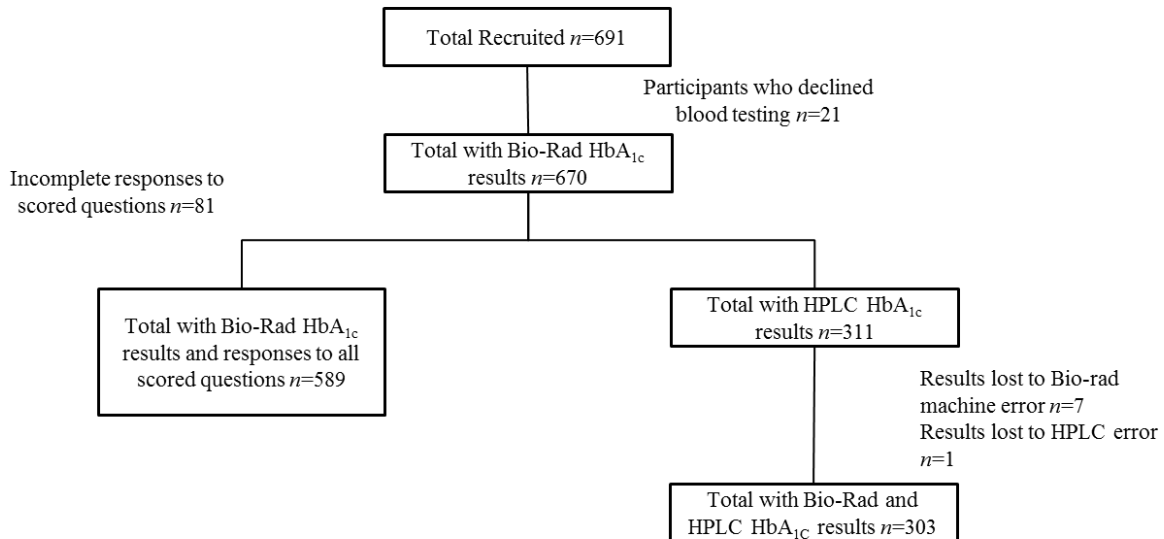 Total Recruited n=691
Participants who declined
blood testing n=21
Total with Bio-Rad HbA1c
results n=670
Incomplete responses to
scored questions n=81
Total with Bio-Rad HbA1c
results and responses to all
scored questions n=589
Total with HPLC HbA1c
results n=311
Results lost to Bio-rad
machine error n=7
Results lost to HPLC error
n=1
Total with Bio-Rad and
HPLC HbA1C results n=303